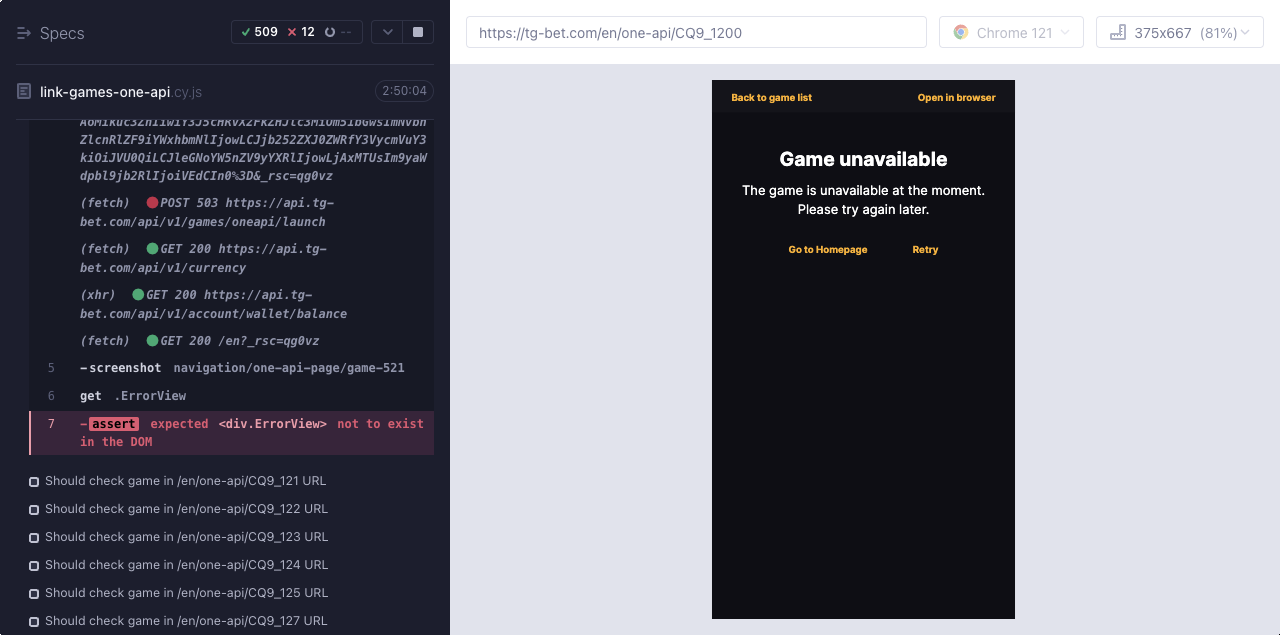 Specs
509
12
--
link-games-one-api.cy.js
2:50:04
ZlcnRlZF9iYWxhbmNlIjowLCJjb252ZXJ0ZWRfY3VycmVuY3
kiOiJVU0QiLCJleGNoYW5nZV9yYXRlIjowLjAxMTUsIm9yaW
dpbl9jb2RlIjoiVEdCIn0%3D&_rsc=qg0vz
(fetch) POST 503 https://api.tg-
bet.com/api/v1/games/oneapi/launch
(fetch) GET 200 https://api.tg-
bet.com/api/v1/currency
(xhr) GET 200 https://api.tg-
bet.com/api/v1/account/wallet/balance
(fetch) GET 200 /en?_rsc=qg0vz
5 -screenshot navigation/one-api-page/game-521
6 get .ErrorView
7 -assert expected <div.ErrorView> not to exist
in the DOM
Should check game in /en/one-api/CQ9_121 URL
Should check game in /en/one-api/CQ9_122 URL
Should check game in /en/one-api/CQ9_123 URL
Should check game in /en/one-api/CQ9_124 URL
Should check game in /en/one-api/CQ9_125 URL
Should check game in /en/one-api/CQ9_127 URL
https://tg-bet.com/en/one-api/CQ9_1200
Chrome 121
375x667 (81%)
Back to game list
Open in browser
Game unavailable
The game is unavailable at the moment.
Please try again later.
Go to Homepage
Retry